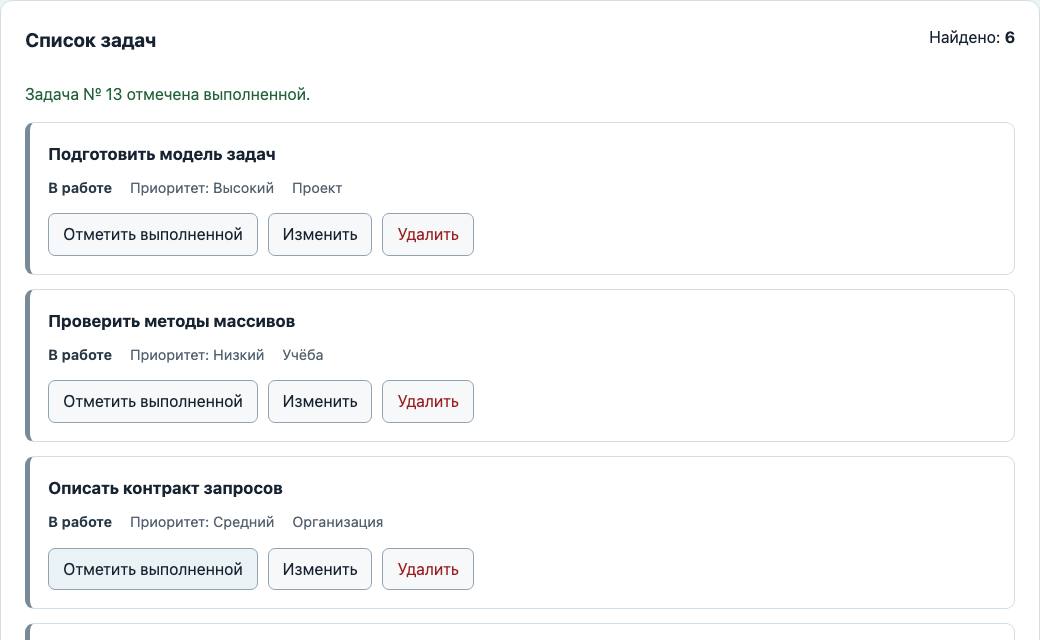 Список задач
Найдено: 6
Задача № 13 отмечена выполненной.
Подготовить модель задач
В работе Приоритет: Высокий Проект
Отметить выполненной Изменить Удалить
Проверить методы массивов
В работе Приоритет: Низкий Учёба
Отметить выполненной Изменить Удалить
Описать контракт запросов
В работе Приоритет: Средний Организация
Отметить выполненной Изменить Удалить